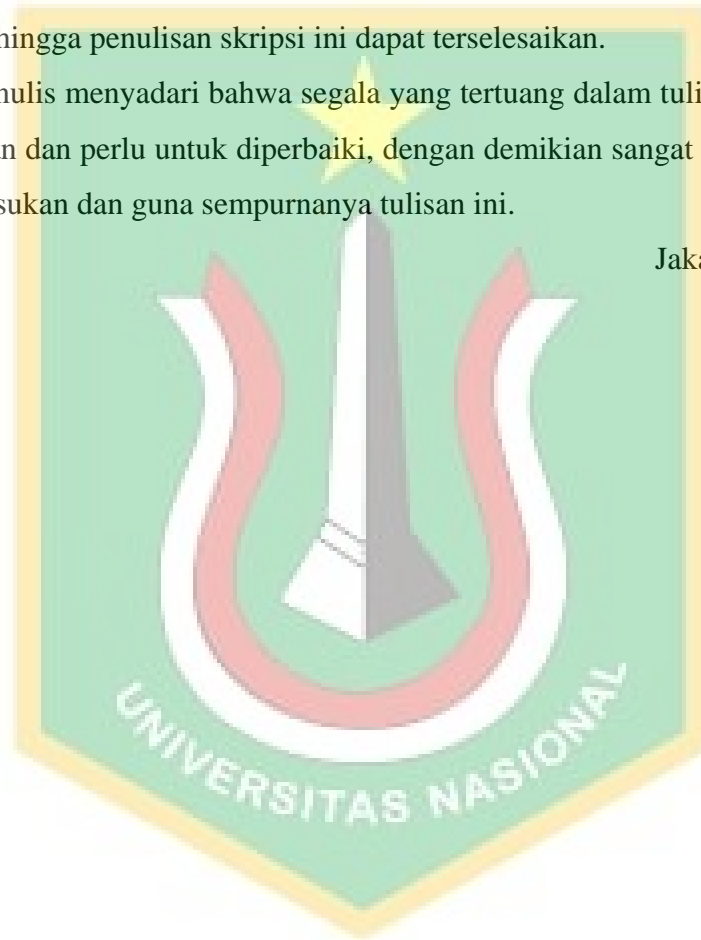 hingga penulisan skripsi ini dapat terselesaikan.
nulis menyadari bahwa segala yang tertuang dalam tuli
n dan perlu untuk diperbaiki, dengan demikian sangat
sukan dan guna sempurnanya tulisan ini.
Jaka
UNIVERSITAS NASIONAL